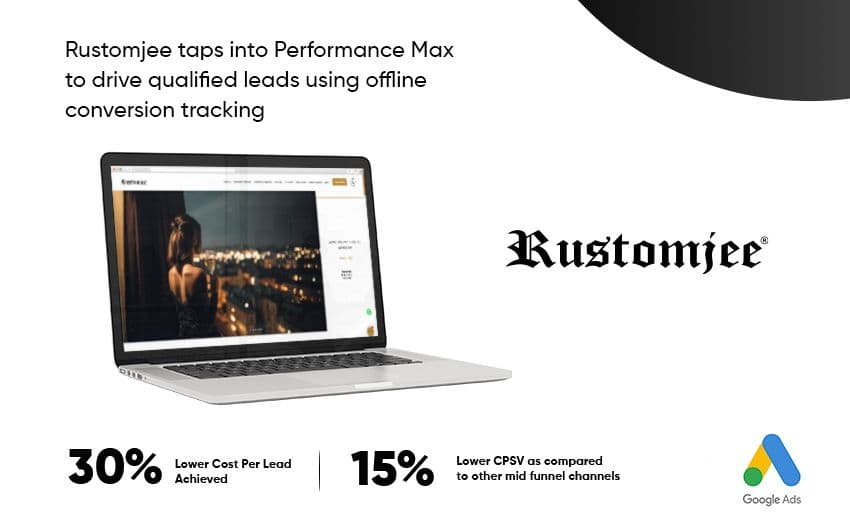 Rustomjee taps into Performance Max
to drive qualified leads using offline
conversion tracking
Rustomjee®
30%
Lower Cost Per Lead
Achieved
15%
Lower CPSV as compared
to other mid funnel channels
Google Ads